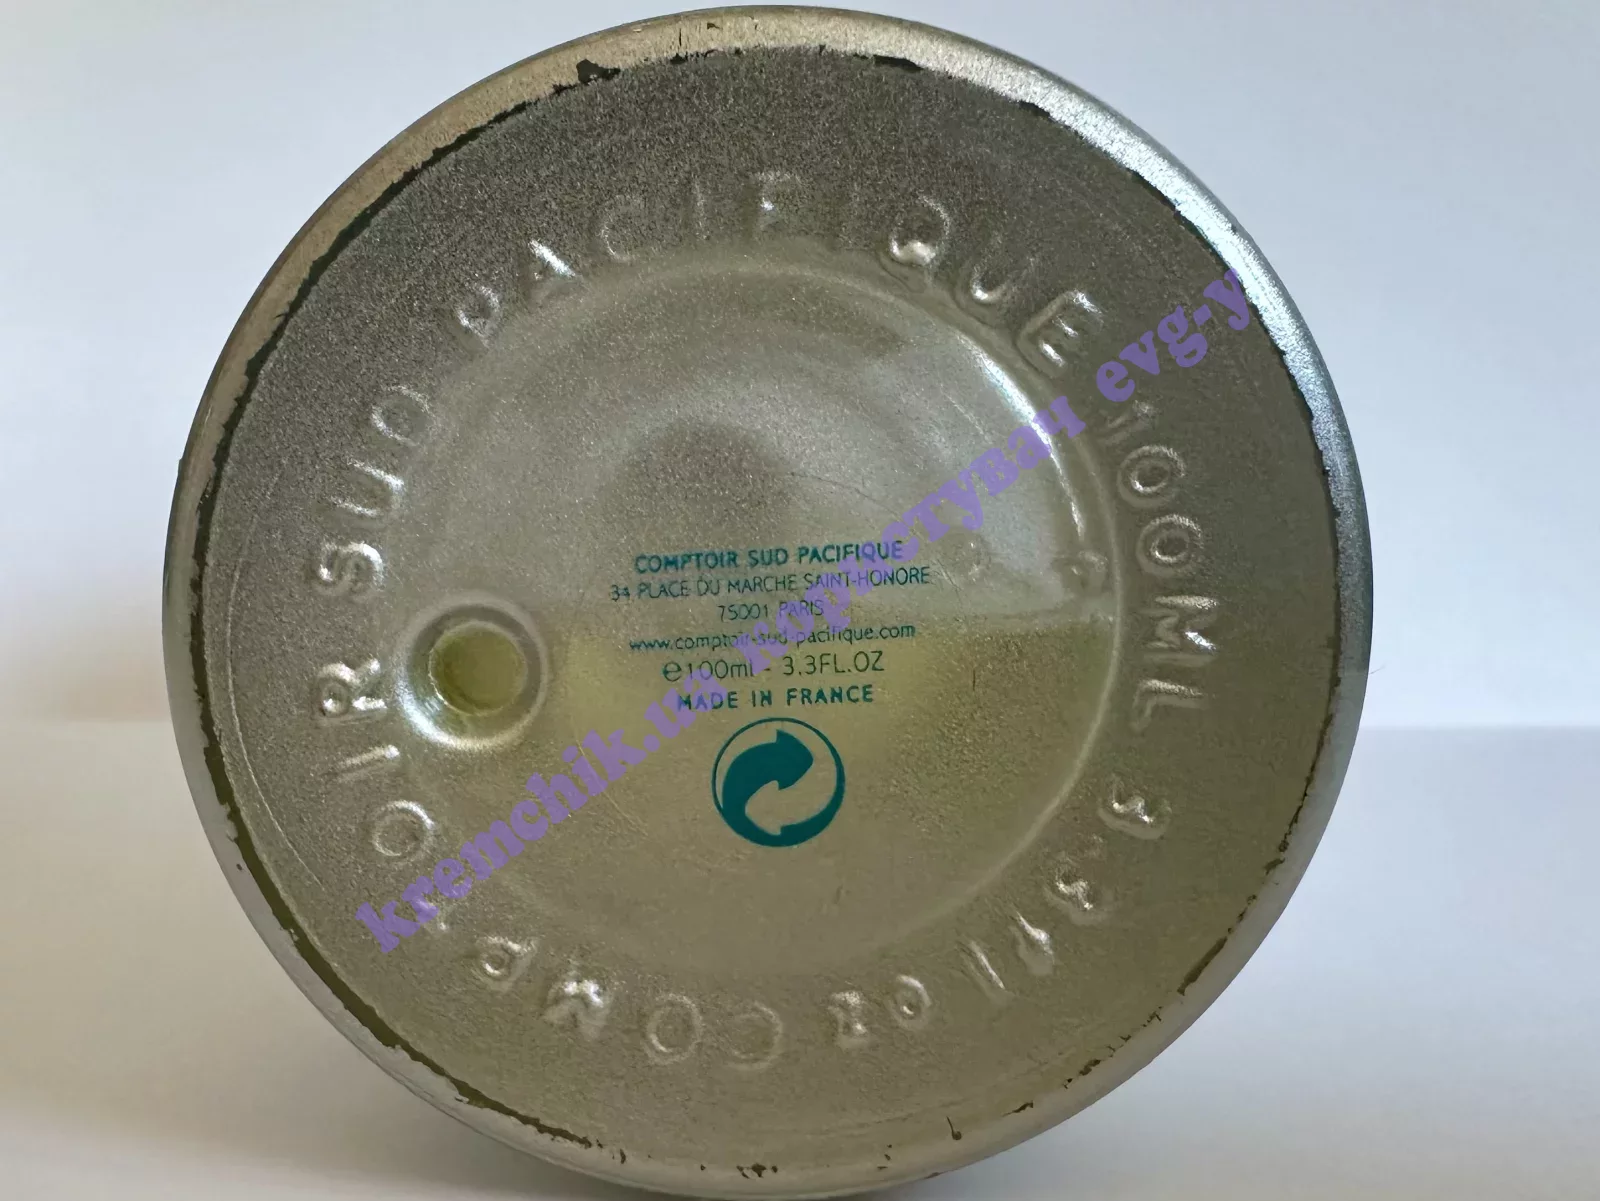 COMPTOIR SUD PACIFIQUE 100ML 3.3fl oz
COMPTOIR SUD PACIFIQUE
34 PLACE DU MARCHE SAINT-HONORE
75001 PARIS
www.comptoir-sud-pacifique.com
℮100mL - 3.3FL.OZ
MADE IN FRANCE
kremchik.ua користувач evg-y